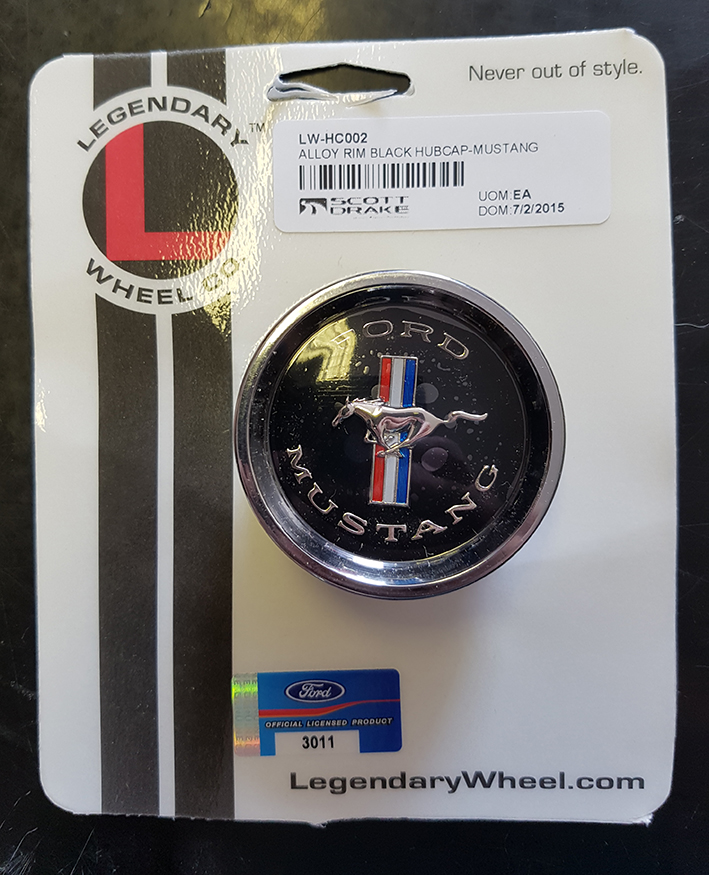 Never out of style.
LEGENDARY
L
WHEEL CO
TM
LW-HC002
ALLOY RIM BLACK HUBCAP-MUSTANG
SCOTT
DRAKE
UOM:EA
DOM:7/2/2015
FORD
MUSTANG
Ford
OFFICIAL LICENSED PRODUCT
3011
LegendaryWheel.com